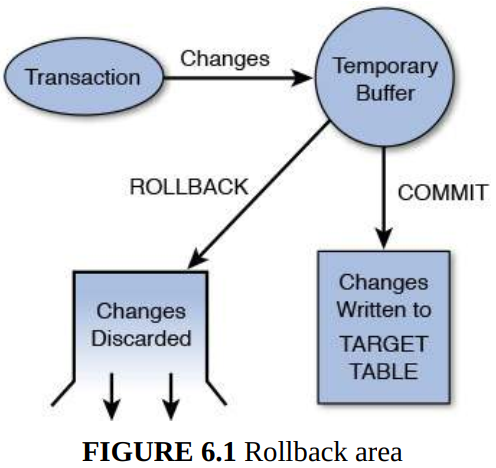 Changes
Transaction
Temporary
Buffer
ROLLBACK
COMMIT
Changes
Discarded
Changes
Written to
TARGET
TABLE
FIGURE 6.1 Rollback area